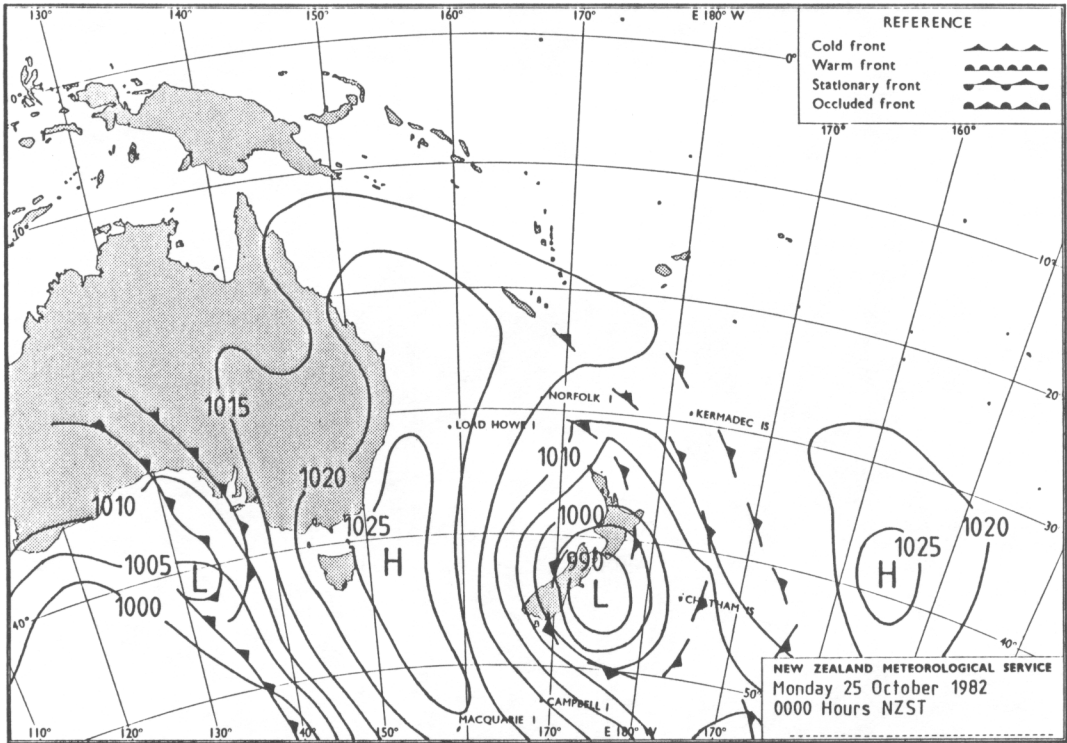 130° 140° 150° 160° 170° E 180° W
REFERENCE
Cold front
Warm front
Stationary front
Occluded front
170° 160°
0° 0°
10° 10°
20°
1015
NORFOLK I
KERMADEC IS
LORD HOWE I
1010
1020
1020
30°
1010
1025
1000
1025
H
990
H
1005
L
L
1000
CHATHAM IS
40° 40°
NEW ZEALAND METEOROLOGICAL SERVICE
Monday 25 October 1982
0000 Hours NZST
50°
CAMPBELL I
MACQUARIE I
110° 120° 130° 140° 150° 170° E 180° W 170°